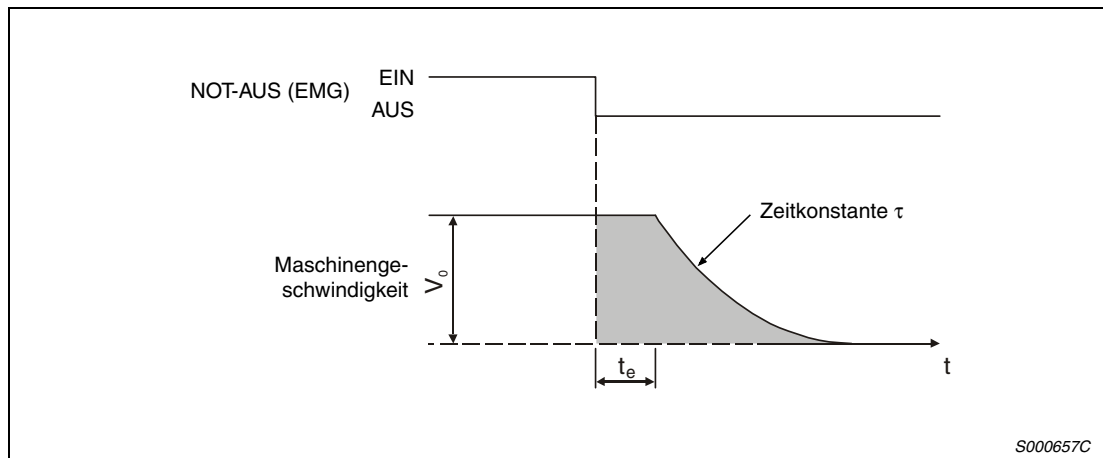 NOT-AUS (EMG)
EIN
AUS
Zeitkonstante τ
Maschinenge-
schwindigkeit
V₀
tₑ
t
S000657C